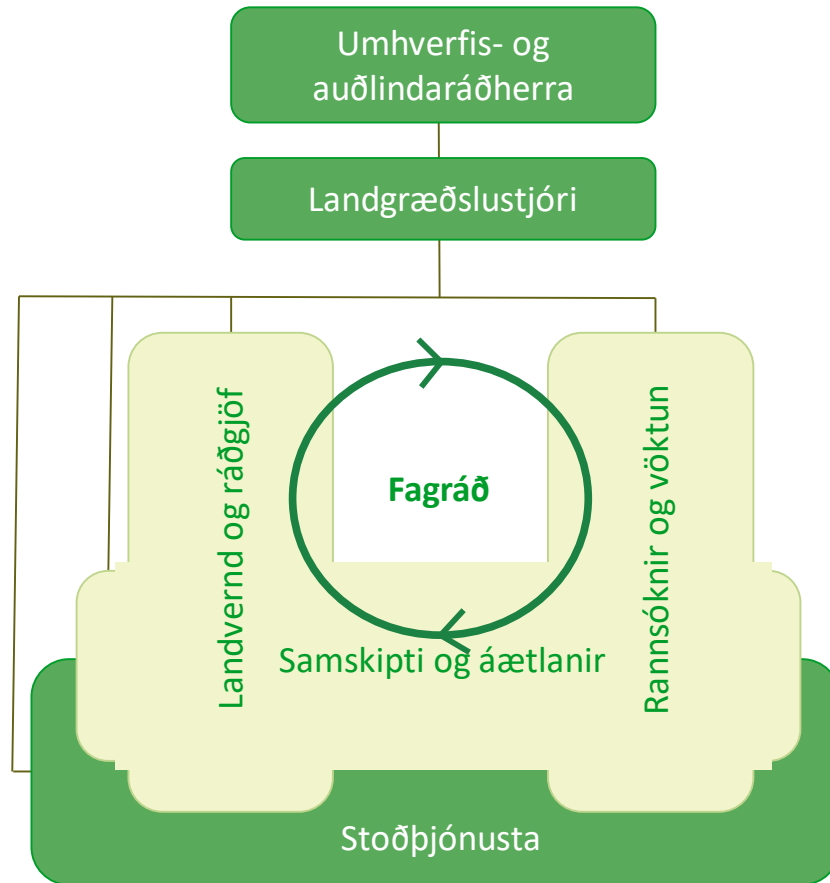 Umhverfis- og
auðlindaráðherra
Landgræðslustjóri
Landvernd og ráðgjöf
Fagráð
Rannsóknir og vöktun
Samskipti og áætlanir
Stoðþjónusta